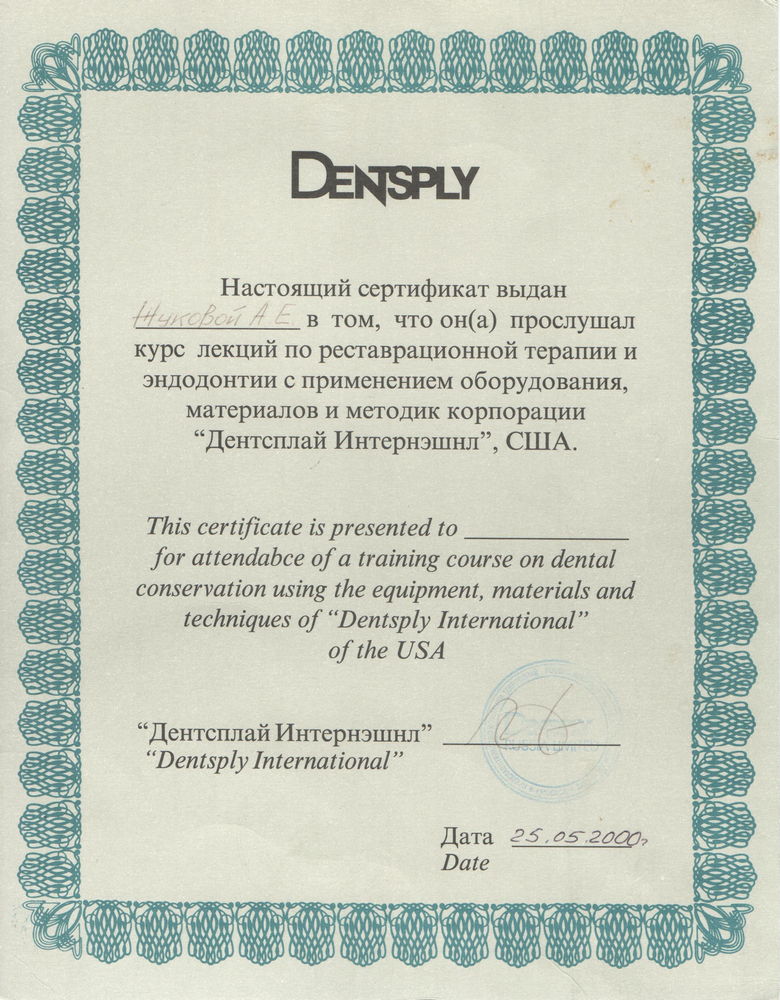 DENTSPLY
Настоящий сертификат выдан
Жуковой А.Е. в том, что он(а) прослушал
курс лекций по реставрационной терапии и
эндодонтии с применением оборудования,
материалов и методик корпорации
“Дентсплай Интернэшнл”, США.
This certificate is presented to
for attendabce of a training course on dental
conservation using the equipment, materials and
techniques of “Dentsply International”
of the USA
“Дентсплай Интернэшнл”
“Dentsply International”
Дата 25.05.2000г
Date